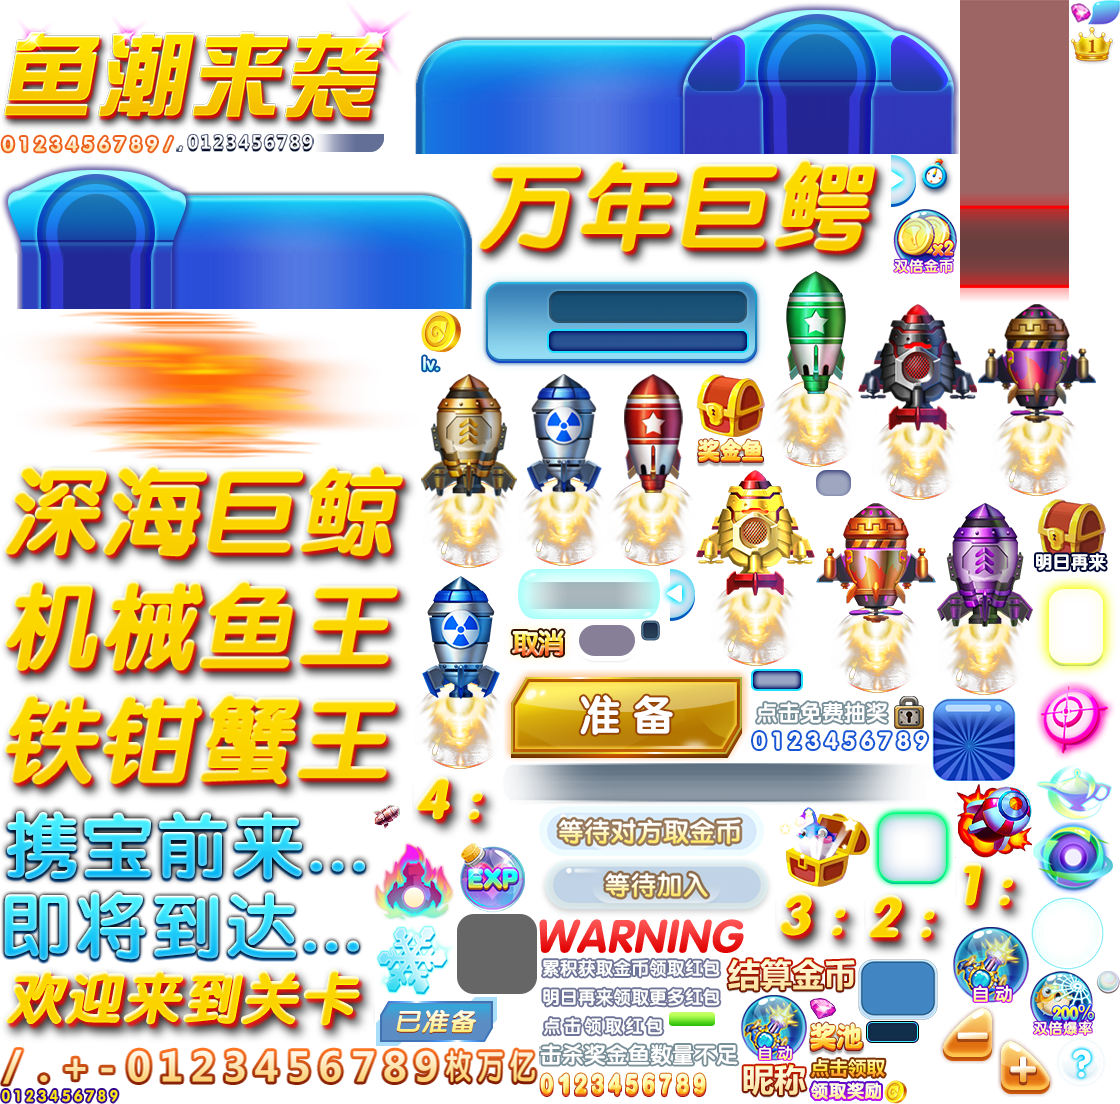 鱼潮来袭
1
0123456789/.0123456789
万年巨鳄
x2
双倍金币
lv.
奖金鱼
深海巨鲸
明日再来
机械鱼王
取消
铁钳蟹王
准备
点击免费抽奖
0123456789
4:
携宝前来...
等待对方取金币
EXP
等待加入
1:
3:
2:
即将到达...
WARNING
累积获取金币领取红包
结算金币
欢迎来到关卡
明日再来领取更多红包
自动
200%
双倍爆率
已准备
点击领取红包
奖池
自动
/.+-0123456789枚万亿
击杀奖金鱼数量不足
?
昵称
点击领取
领取奖励
0123456789
0123456789